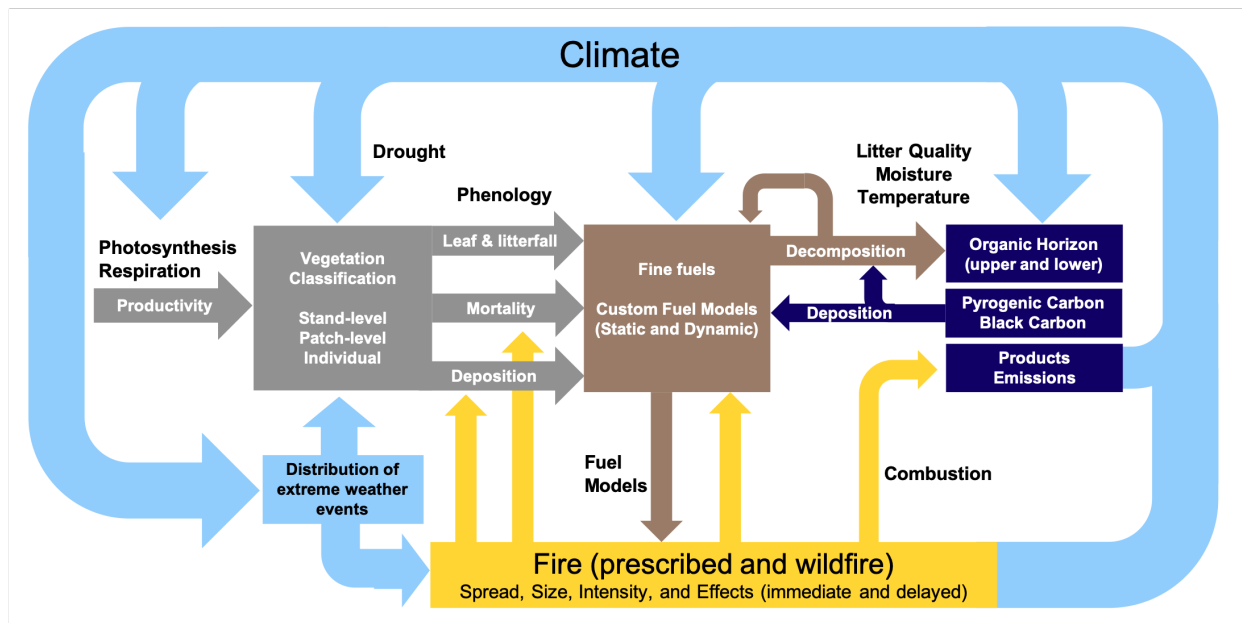 Climate
Drought
Phenology
Litter Quality
Moisture
Temperature
Photosynthesis
Respiration
Productivity
Vegetation
Classification
Stand-level
Patch-level
Individual
Leaf & litterfall
Mortality
Deposition
Fine fuels
Custom Fuel Models
(Static and Dynamic)
Decomposition
Deposition
Organic Horizon
(upper and lower)
Pyrogenic Carbon
Black Carbon
Products
Emissions
Distribution of
extreme weather
events
Fuel
Models
Combustion
Fire (prescribed and wildfire)
Spread, Size, Intensity, and Effects (immediate and delayed)